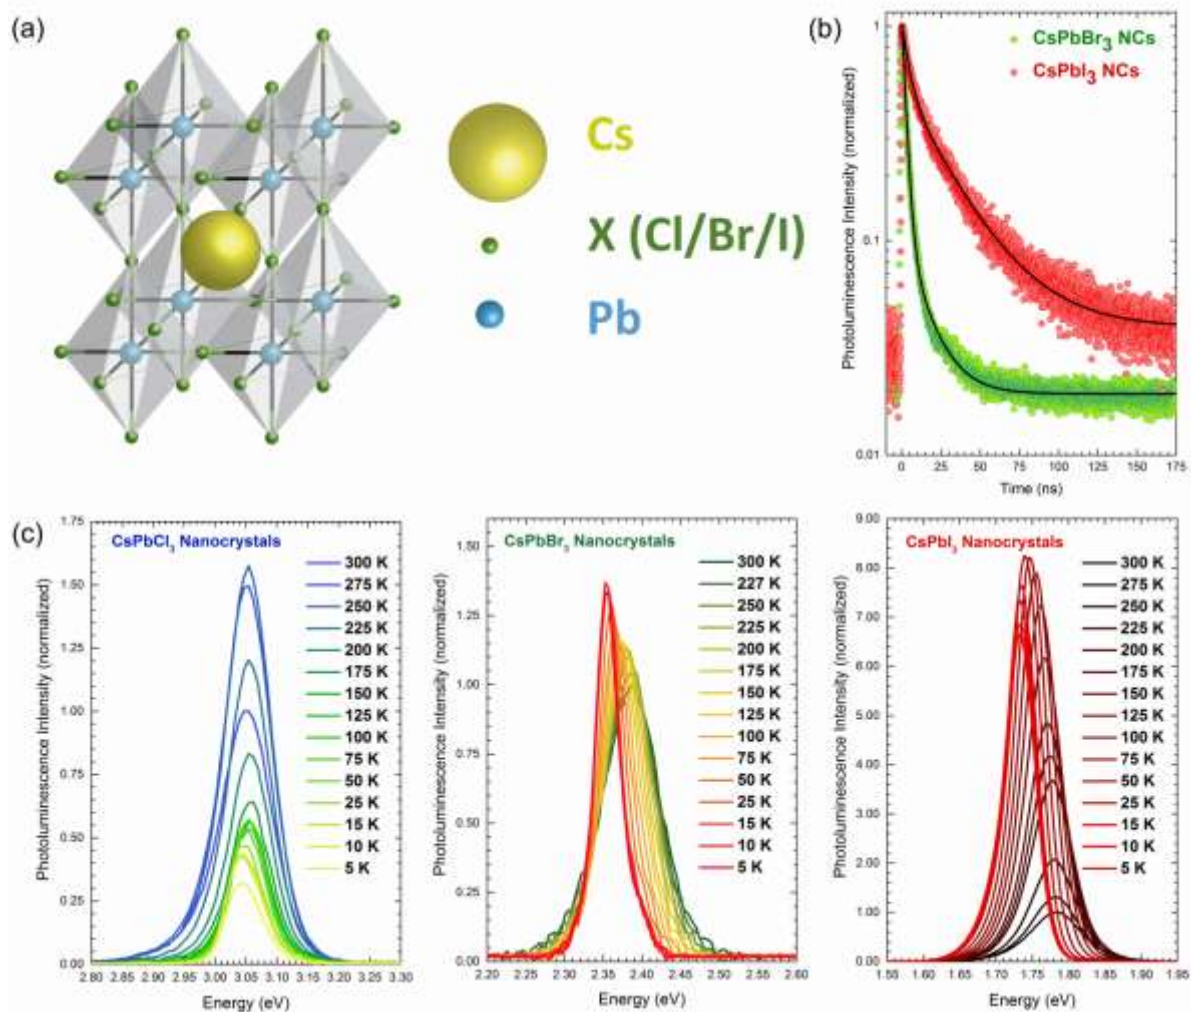 (a)
Cs
X (Cl/Br/I)
Pb
(b)
CsPbBr3 NCs
CsPbI3 NCs
Photoluminescence Intensity (normalized)
1
0.1
0.01
0 25 50 75 100 125 150 175
Time (ns)
(c)
CsPbCl3 Nanocrystals
Photoluminescence Intensity (normalized)
1.75
1.50
1.25
1.00
0.75
0.50
0.25
0.00
300 K
275 K
250 K
225 K
200 K
175 K
150 K
125 K
100 K
75 K
50 K
25 K
15 K
10 K
5 K
2.80 2.85 2.90 2.95 3.00 3.05 3.10 3.15 3.20 3.25 3.30
Energy (eV)
CsPbBr3 Nanocrystals
Photoluminescence Intensity (normalized)
1.50
1.25
1.00
0.75
0.50
0.25
0.00
300 K
227 K
250 K
225 K
200 K
175 K
150 K
125 K
100 K
75 K
50 K
25 K
15 K
10 K
5 K
2.20 2.25 2.30 2.35 2.40 2.45 2.50 2.55 2.60
Energy (eV)
CsPbI3 Nanocrystals
Photoluminescence Intensity (normalized)
9.00
8.00
7.00
6.00
5.00
4.00
3.00
2.00
1.00
0.00
300 K
275 K
250 K
225 K
200 K
175 K
150 K
125 K
100 K
75 K
50 K
25 K
15 K
10 K
5 K
1.55 1.60 1.65 1.70 1.75 1.80 1.85 1.90 1.95
Energy (eV)